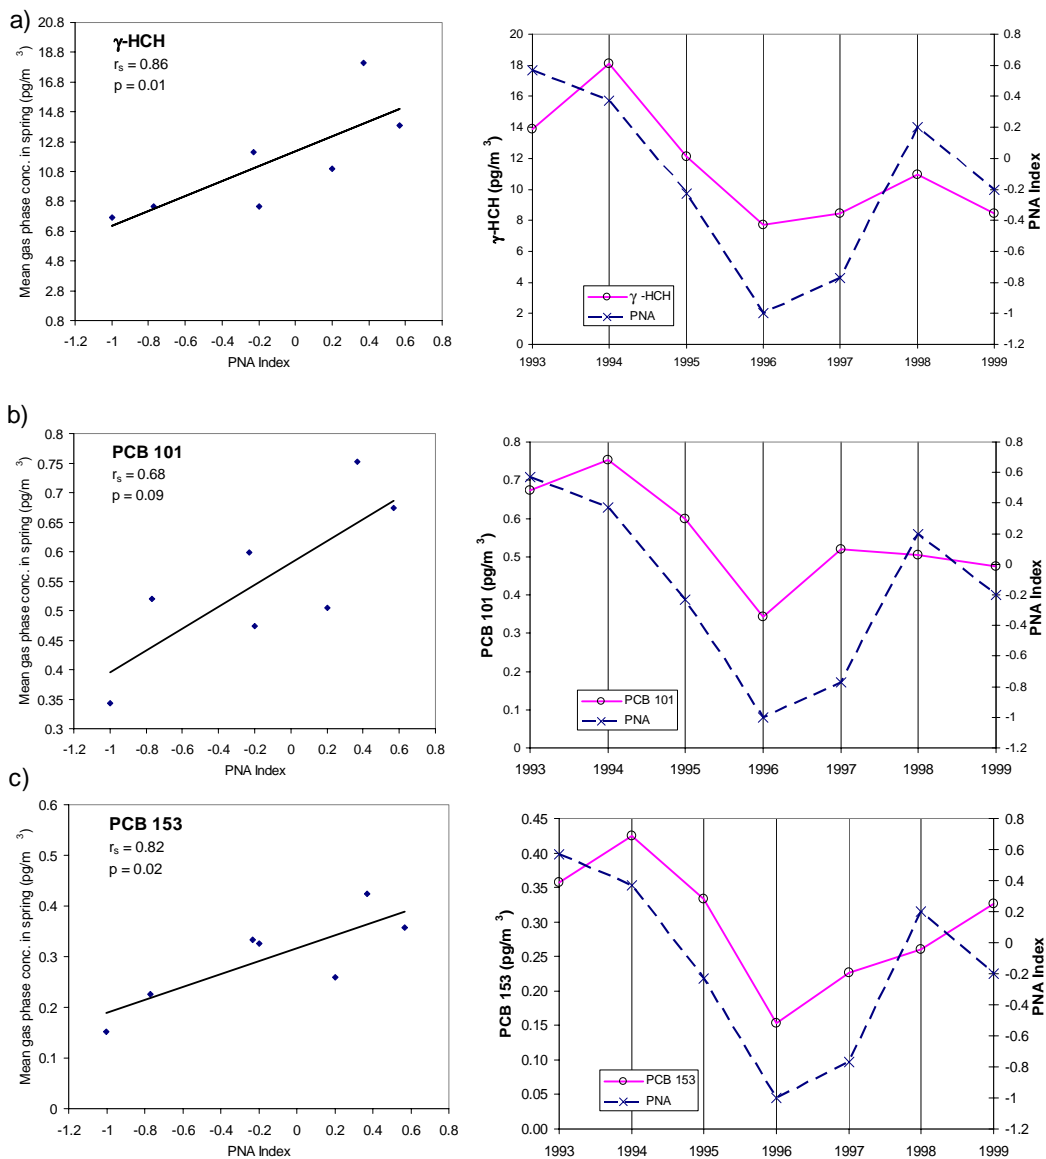 a)
γ-HCH
rs = 0.86
p = 0.01
Mean gas phase conc. in spring (pg/m 3)
20.8
18.8
16.8
14.8
12.8
10.8
8.8
6.8
4.8
2.8
0.8
-1.2 -1 -0.8 -0.6 -0.4 -0.2 0 0.2 0.4 0.6 0.8
PNA Index
γ-HCH (pg/m 3)
20
18
16
14
12
10
8
6
4
2
0
γ -HCH
PNA
1993 1994 1995 1996 1997 1998 1999
0.8
0.6
0.4
0.2
0
-0.2
-0.4
-0.6
-0.8
-1
-1.2
PNA Index
b)
PCB 101
rs = 0.68
p = 0.09
Mean gas phase conc. in spring (pg/m 3)
0.8
0.75
0.7
0.65
0.6
0.55
0.5
0.45
0.4
0.35
0.3
-1.2 -1 -0.8 -0.6 -0.4 -0.2 0 0.2 0.4 0.6 0.8
PNA Index
PCB 101 (pg/m 3)
0.8
0.7
0.6
0.5
0.4
0.3
0.2
0.1
0
PCB 101
PNA
1993 1994 1995 1996 1997 1998 1999
0.8
0.6
0.4
0.2
0
-0.2
-0.4
-0.6
-0.8
-1
-1.2
PNA Index
c)
PCB 153
rs = 0.82
p = 0.02
Mean gas phase conc. in spring (pg/m 3)
0.6
0.5
0.4
0.3
0.2
0.1
0
-1.2 -1 -0.8 -0.6 -0.4 -0.2 0 0.2 0.4 0.6 0.8
PNA Index
PCB 153 (pg/m 3)
0.45
0.40
0.35
0.30
0.25
0.20
0.15
0.10
0.05
0.00
PCB 153
PNA
1993 1994 1995 1996 1997 1998 1999
0.8
0.6
0.4
0.2
0
-0.2
-0.4
-0.6
-0.8
-1
-1.2
PNA Index